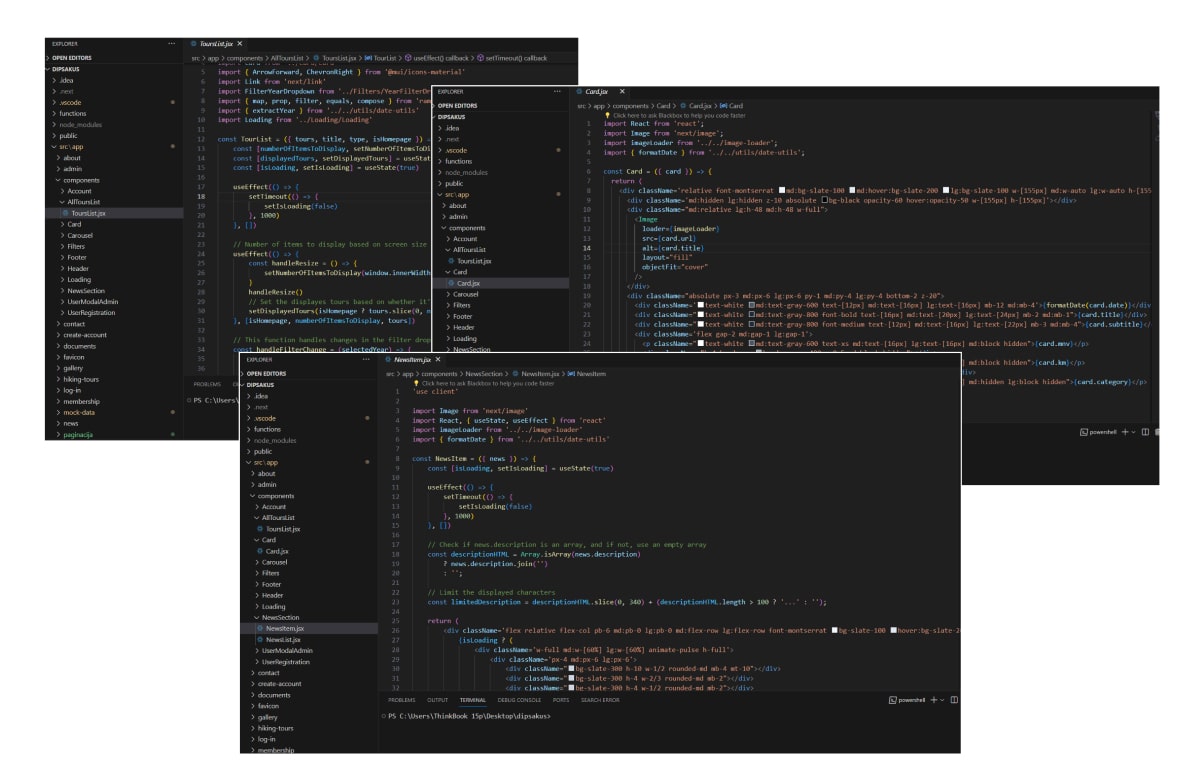 EXPLORER ···
OPEN EDITORS
DIPSAKUS
.idea
.next
.vscode
functions
node_modules
public
src\app
about
admin
components
Account
AllToursList
ToursList.jsx
Card
Carousel
Filters
Footer
Header
Loading
NewsSection
UserModalAdmin
UserRegistration
contact
create-account
documents
favicon
gallery
hiking-tours
log-in
membership
mock-data
news
paginacija
ToursList.jsx ×
src > app > components > AllToursList > ToursList.jsx > TourList > useEffect() callback > setTimeout() callback
5 import { ArrowForward, ChevronRight } from '@mui/icons-material'
6 import Link from 'next/link'
7 import FilterYearDropdown from '../Filters/YearFilterDr
8 import { map, prop, filter, equals, compose } from 'ram
9 import { extractYear } from '../../utils/date-utils'
10 import Loading from '../Loading/Loading'
11
12 const TourList = ({ tours, title, type, isHomepage }) =
13 const [numberOfItemsToDisplay, setNumberOfItemsToDi
14 const [displayedTours, setDisplayedTours] = useStat
15 const [isLoading, setIsLoading] = useState(true)
16
17 useEffect(() => {
18 setTimeout(() => {
19 setIsLoading(false)
20 }, 1000)
21 }, [])
22
23 // Number of items to display based on screen size
24 useEffect(() => {
25 const handleResize = () => {
26 setNumberOfItemsToDisplay(window.innerWidth
27 }
28 handleResize()
29 // Set the displayes tours based on whether it'
30 setDisplayedTours(isHomepage ? tours.slice(0, n
31 }, [isHomepage, numberOfItemsToDisplay, tours])
32
33 // This function handles changes in the filter drop
34 const handleFilterChange = (selectedYear) => {
35
36
PROBLEMS
PS C:\Users\
EXPLORER ···
OPEN EDITORS
DIPSAKUS
.idea
.next
.vscode
functions
node_modules
public
src\app
about
admin
components
Account
AllToursList
ToursList.jsx
Card
Card.jsx
Carousel
Filters
Footer
Header
Loading
NewsSection
Card.jsx ×
src > app > components > Card > Card.jsx > Card
Click here to ask Blackbox to help you code faster
1 import React from 'react';
2 import Image from 'next/image';
3 import imageLoader from '../../image-loader';
4 import { formatDate } from '../../utils/date-utils';
5
6 const Card = ({ card }) => {
7 return (
8 <div className='relative font-montserrat md:bg-slate-100 md:hover:bg-slate-200 lg:bg-slate-100 w-[155px] md:w-auto lg:w-auto h-[155
9 <div className='md:hidden lg:hidden z-10 absolute bg-black opacity-60 hover:opacity-50 w-[155px] h-[155px]'></div>
10 <div className="md:relative lg:h-48 md:h-48 w-full">
11 <Image
12 loader={imageLoader}
13 src={card.url}
14 alt={card.title}
15 layout="fill"
16 objectFit="cover"
17 />
18 </div>
19 <div className="absolute px-3 md:px-6 lg:px-6 py-1 md:py-4 lg:py-4 bottom-2 z-20">
20 <div className="text-white md:text-gray-600 text-[12px] md:text-[16px] lg:text-[16px] mb-12 md:mb-4">{formatDate(card.date)}</div
21 <div className="text-white md:text-gray-800 font-bold text-[16px] md:text-[20px] lg:text-[24px] mb-2 md:mb-1">{card.title}</div>
22 <div className="text-white md:text-gray-800 font-medium text-[12px] md:text-[16px] lg:text-[22px] mb-3 md:mb-4">{card.subtitle}</
23 <div className="flex gap-2 md:gap-1 lg:gap-1">
24 <p className="text-white md:text-gray-600 text-xs md:text-[16px] lg:text-[16px] md:block hidden">{card.mnv}</p>
md:block hidden">{card.km}</p>
div>
md:hidden lg:block hidden">{card.category}</p>
powershell
EXPLORER ···
OPEN EDITORS
DIPSAKUS
.idea
.next
.vscode
functions
node_modules
public
src\app
about
admin
components
Account
AllToursList
ToursList.jsx
Card
Card.jsx
Carousel
Filters
Footer
Header
Loading
NewsSection
NewsItem.jsx
NewsList.jsx
UserModalAdmin
UserRegistration
contact
create-account
documents
favicon
gallery
hiking-tours
log-in
membership
NewsItem.jsx ×
src > app > components > NewsSection > NewsItem.jsx > NewsItem
Click here to ask Blackbox to help you code faster
1 'use client'
2
3 import Image from 'next/image'
4 import React, { useState, useEffect } from 'react'
5 import imageLoader from '../../image-loader'
6 import { formatDate } from '../../utils/date-utils'
7
8 const NewsItem = ({ news }) => {
9 const [isLoading, setIsLoading] = useState(true)
10
11 useEffect(() => {
12 setTimeout(() => {
13 setIsLoading(false)
14 }, 1000)
15 }, [])
16
17 // Check if news.description is an array, and if not, use an empty array
18 const descriptionHTML = Array.isArray(news.description)
19 ? news.description.join('')
20 : '';
21
22 // Limit the displayed characters
23 const limitedDescription = descriptionHTML.slice(0, 340) + (descriptionHTML.length > 100 ? '...' : '');
24
25 return (
26 <div className='flex relative flex-col pb-6 md:pb-0 lg:pb-0 md:flex-row lg:flex-row font-montserrat bg-slate-100 hover:bg-slate-2
27 {isLoading ? (
28 <div className='w-full md:w-[60%] lg:w-[60%] animate-pulse h-full'>
29 <div className='px-4 md:px-6 lg:px-6'>
30 <div className="bg-slate-300 h-10 w-1/2 rounded-md mb-4 mt-10"></div>
31 <div className="bg-slate-300 h-4 w-2/3 rounded-md mb-2"></div>
32 <div className="bg-slate-300 h-4 w-1/2 rounded-md mb-2"></div>
PROBLEMS OUTPUT TERMINAL DEBUG CONSOLE PORTS SEARCH ERROR
powershell
PS C:\Users\ThinkBook 15p\Desktop\dipsakus>